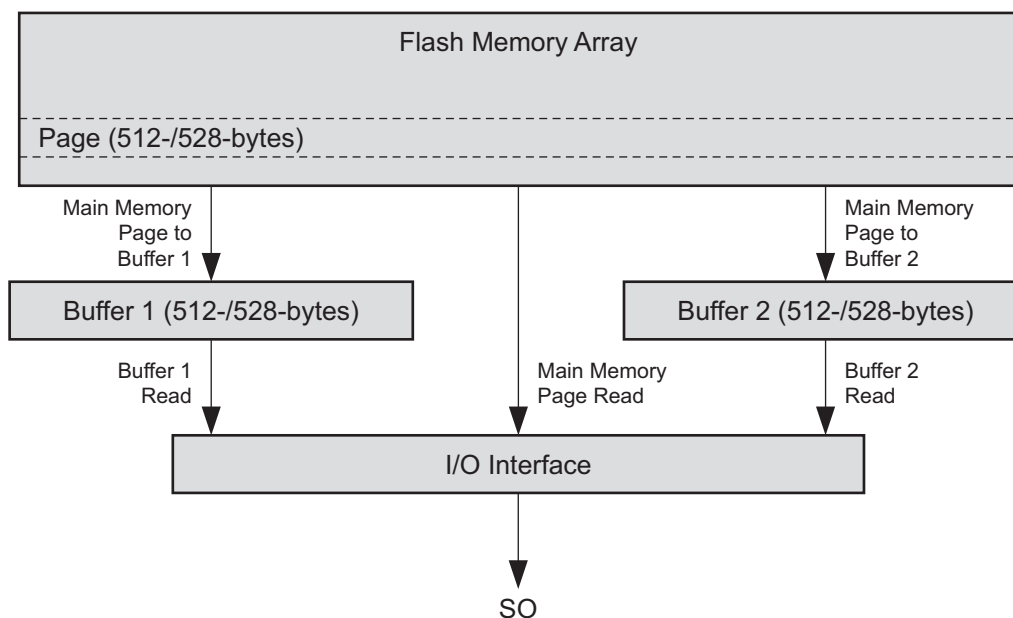 Flash Memory Array
Page (512-/528-bytes)
Main Memory
Page to
Buffer 1
Main Memory
Page to
Buffer 2
Buffer 1 (512-/528-bytes)
Buffer 2 (512-/528-bytes)
Buffer 1
Read
Main Memory
Page Read
Buffer 2
Read
I/O Interface
SO